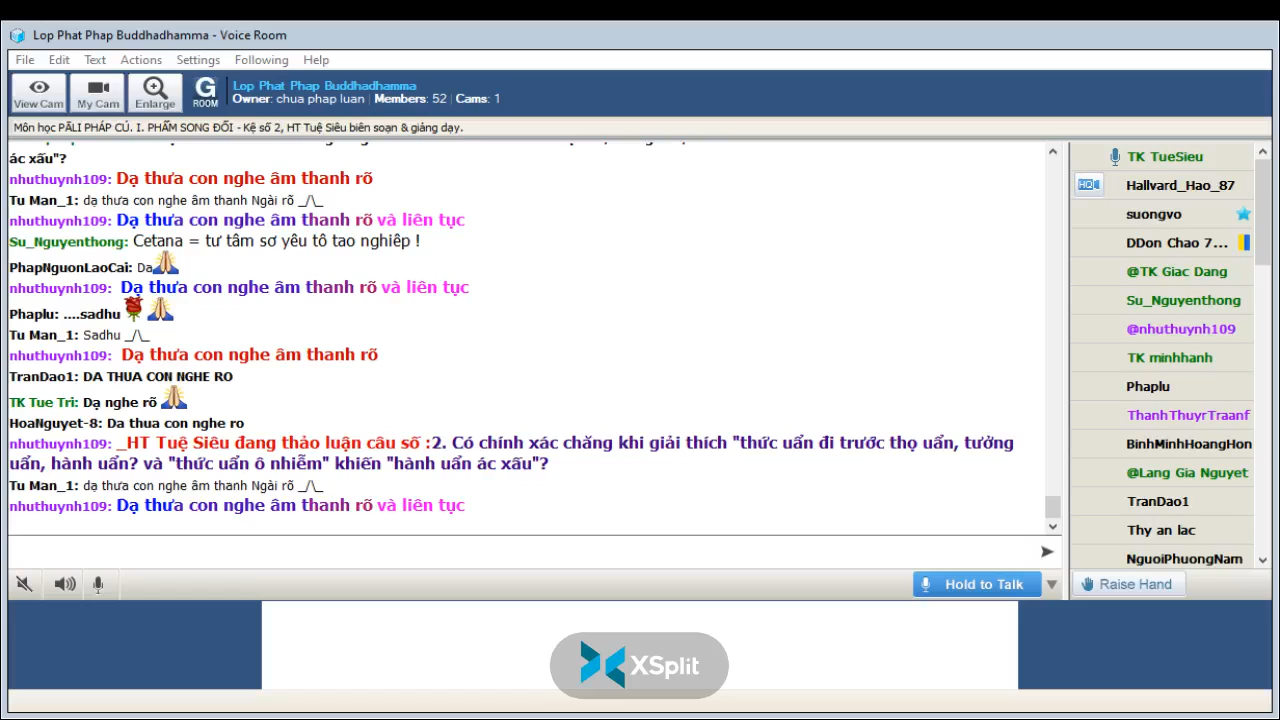 Lop Phat Phap Buddhadhamma - Voice Room
File Edit Text Actions Settings Following Help
View Cam My Cam Enlarge G ROOM
Lop Phat Phap Buddhadhamma
Owner: chua phap luan | Members: 52 | Cams: 1
Môn học PĀLI PHÁP CÚ. I. PHẨM SONG ĐỐI - Kệ số 2, HT Tuệ Siêu biên soạn & giảng dạy.
ác xấu"?
nhuthuynh109: Dạ thưa con nghe âm thanh rõ
Tu Man_1: dạ thưa con nghe âm thanh Ngài rõ _/\_
nhuthuynh109: Dạ thưa con nghe âm thanh rõ và liên tục
Su_Nguyenthong: Cetana = tư tâm sơ yêu tô tao nghiêp !
PhapNguonLaoCai: Da
nhuthuynh109: Dạ thưa con nghe âm thanh rõ và liên tục
Phaplu: ....sadhu
Tu Man_1: Sadhu _/\_
nhuthuynh109: Dạ thưa con nghe âm thanh rõ
TranDao1: DA THUA CON NGHE RO
TK Tue Tri: Dạ nghe rõ
HoaNguyet-8: Da thua con nghe ro
nhuthuynh109: _HT Tuệ Siêu đang thảo luận câu số :2. Có chính xác chăng khi giải thích "thức uẩn đi trước thọ uẩn, tưởng
uẩn, hành uẩn? và "thức uẩn ô nhiễm" khiến "hành uẩn ác xấu"?
Tu Man_1: dạ thưa con nghe âm thanh Ngài rõ _/\_
nhuthuynh109: Dạ thưa con nghe âm thanh rõ và liên tục
Hold to Talk
TK TueSieu
HQ Hallvard_Hao_87
suongvo
DDon Chao 7...
@TK Giac Dang
Su_Nguyenthong
@nhuthuynh109
TK minhhanh
Phaplu
ThanhThuyrTraanf
BinhMinhHoangHon
@Lang Gia Nguyet
TranDao1
Thy an lac
NguoiPhuongNam
Raise Hand
XSplit